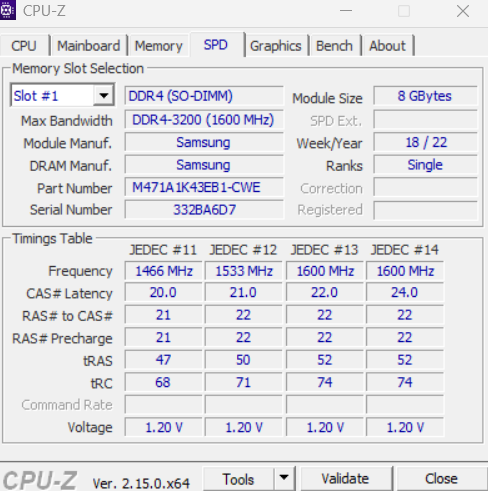 CPU-Z
CPU Mainboard Memory SPD Graphics Bench About
Memory Slot Selection
Slot #1 DDR4 (SO-DIMM) Module Size 8 GBytes
Max Bandwidth DDR4-3200 (1600 MHz) SPD Ext.
Module Manuf. Samsung Week/Year 18 / 22
DRAM Manuf. Samsung Ranks Single
Part Number M471A1K43EB1-CWE Correction
Serial Number 332BA6D7 Registered
Timings Table
JEDEC #11 JEDEC #12 JEDEC #13 JEDEC #14
Frequency 1466 MHz 1533 MHz 1600 MHz 1600 MHz
CAS# Latency 20.0 21.0 22.0 24.0
RAS# to CAS# 21 22 22 22
RAS# Precharge 21 22 22 22
tRAS 47 50 52 52
tRC 68 71 74 74
Command Rate
Voltage 1.20 V 1.20 V 1.20 V 1.20 V
CPU-Z Ver. 2.15.0.x64 Tools Validate Close